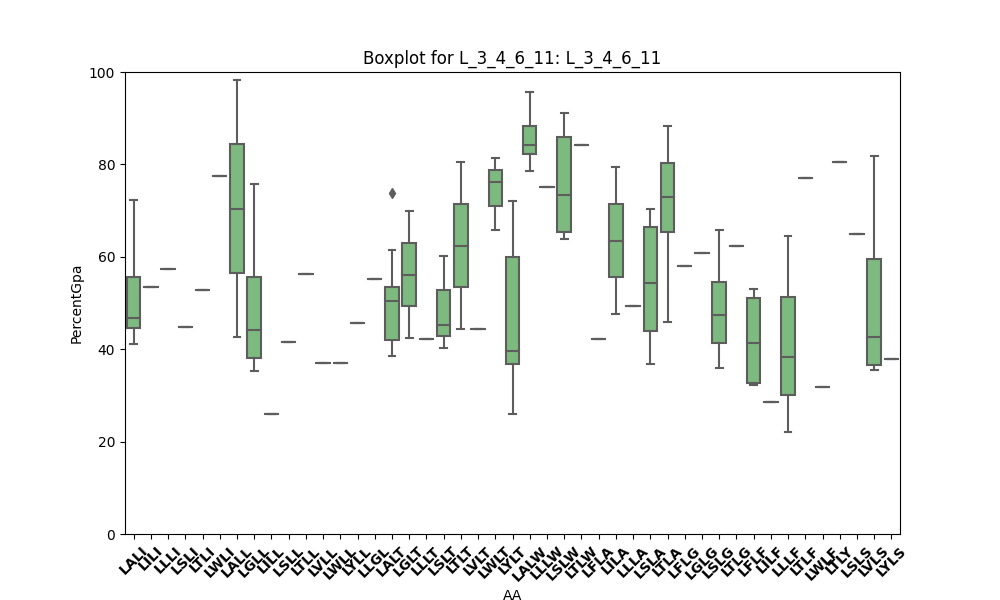 Boxplot for L_3_4_6_11: L_3_4_6_11
PercentGpa
100
80
60
40
20
0
LALI
LILI
LLLI
LSLI
LTLI
LWLI
LALL
LGLL
LILL
LSLL
LTLL
LVLL
LWLL
LYLL
LLGL
LALT
LGLT
LLLT
LSLT
LTLT
LVLT
LWLT
LYLT
LALW
LLLW
LSLW
LTLW
LFLA
LILA
LLLA
LSLA
LTLA
LFLG
LGLG
LSLG
LTLG
LFLF
LILF
LLLF
LTLF
LWLF
LTLY
LSLS
LVLS
LYLS
AA